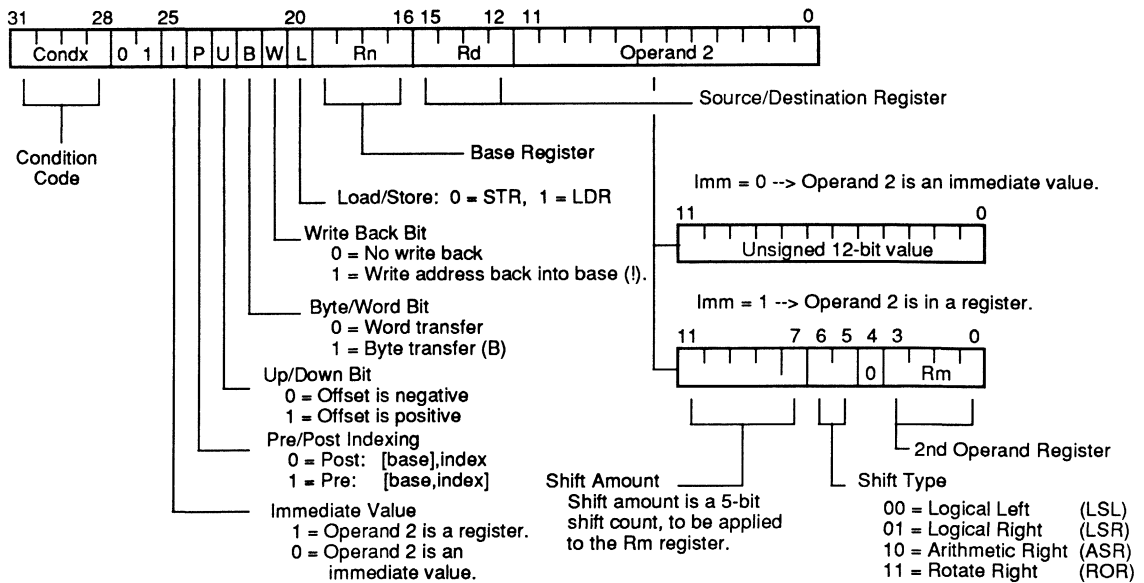 31 28 25 20 16 15 12 11 0
Condx 0 1 I P U B W L Rn Rd Operand 2
Source/Destination Register
Base Register
Condition
Code
Load/Store: 0 = STR, 1 = LDR
Write Back Bit
0 = No write back
1 = Write address back into base (!).
Byte/Word Bit
0 = Word transfer
1 = Byte transfer (B)
Up/Down Bit
0 = Offset is negative
1 = Offset is positive
Pre/Post Indexing
0 = Post: [base],index
1 = Pre: [base,index]
Immediate Value
1 = Operand 2 is a register.
0 = Operand 2 is an
immediate value.
Imm = 0 --> Operand 2 is an immediate value.
11 0
Unsigned 12-bit value
Imm = 1 --> Operand 2 is in a register.
11 7 6 5 4 3 0
0 Rm
2nd Operand Register
Shift Amount
Shift amount is a 5-bit
shift count, to be applied
to the Rm register.
Shift Type
00 = Logical Left (LSL)
01 = Logical Right (LSR)
10 = Arithmetic Right (ASR)
11 = Rotate Right (ROR)